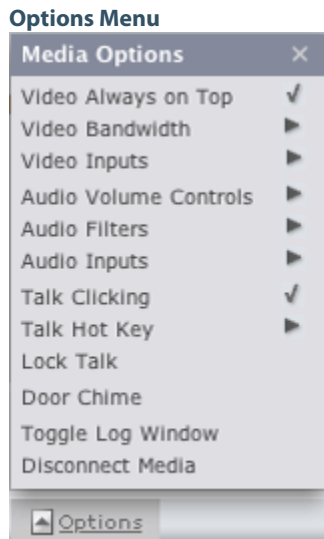 Options Menu
Media Options
Video Always on Top
Video Bandwidth
Video Inputs
Audio Volume Controls
Audio Filters
Audio Inputs
Talk Clicking
Talk Hot Key
Lock Talk
Door Chime
Toggle Log Window
Disconnect Media
Options